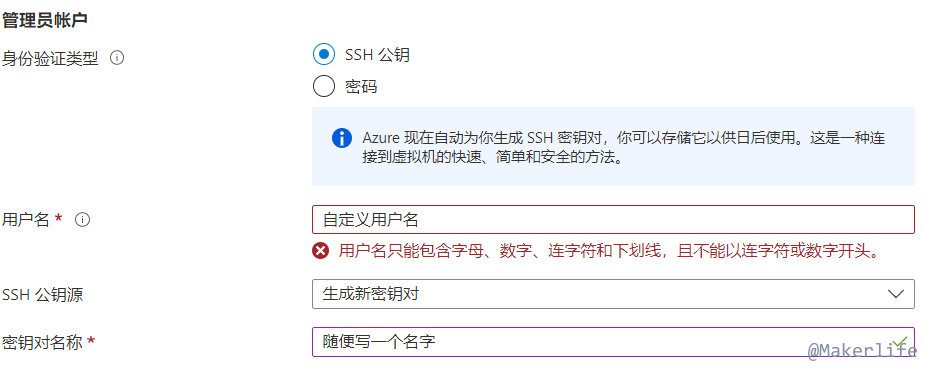 管理员帐户
身份验证类型
SSH 公钥
密码
Azure 现在自动为你生成 SSH 密钥对，你可以存储它以供日后使用。这是一种连
接到虚拟机的快速、简单和安全的方法。
用户名 *
自定义用户名
用户名只能包含字母、数字、连字符和下划线，且不能以连字符或数字开头。
SSH 公钥源
生成新密钥对
密钥对名称 *
随便写一个名字
@Makerlife